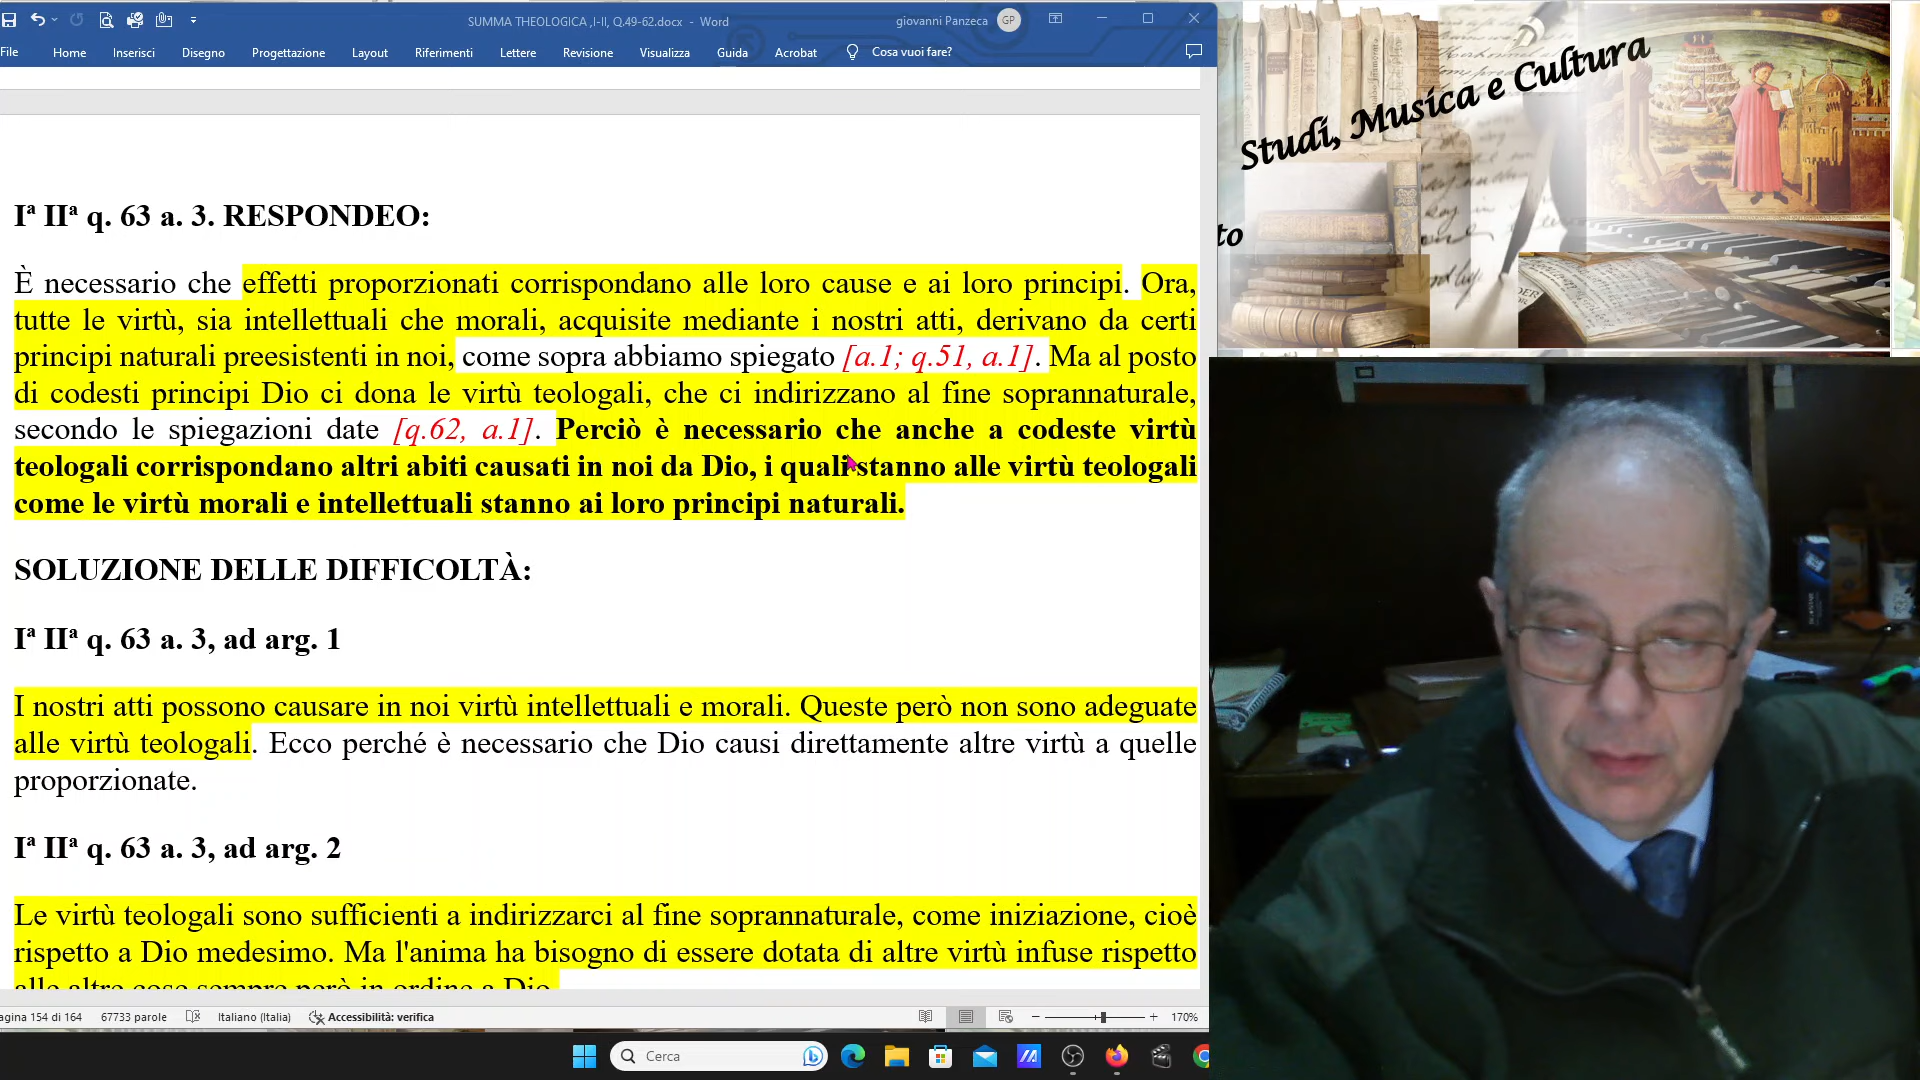 SUMMA THEOLOGICA ,I-II, Q.49-62.docx - Word
giovanni Panzeca GP
File Home Inserisci Disegno Progettazione Layout Riferimenti Lettere Revisione Visualizza Guida Acrobat Cosa vuoi fare?
Iª IIª q. 63 a. 3. RESPONDEO:
È necessario che effetti proporzionati corrispondano alle loro cause e ai loro principi. Ora,
tutte le virtù, sia intellettuali che morali, acquisite mediante i nostri atti, derivano da certi
principi naturali preesistenti in noi, come sopra abbiamo spiegato [a.1; q.51, a.1]. Ma al posto
di codesti principi Dio ci dona le virtù teologali, che ci indirizzano al fine soprannaturale,
secondo le spiegazioni date [q.62, a.1]. Perciò è necessario che anche a codeste virtù
teologali corrispondano altri abiti causati in noi da Dio, i quali stanno alle virtù teologali
come le virtù morali e intellettuali stanno ai loro principi naturali.
SOLUZIONE DELLE DIFFICOLTÀ:
Iª IIª q. 63 a. 3, ad arg. 1
I nostri atti possono causare in noi virtù intellettuali e morali. Queste però non sono adeguate
alle virtù teologali. Ecco perché è necessario che Dio causi direttamente altre virtù a quelle
proporzionate.
Iª IIª q. 63 a. 3, ad arg. 2
Le virtù teologali sono sufficienti a indirizzarci al fine soprannaturale, come iniziazione, cioè
rispetto a Dio medesimo. Ma l'anima ha bisogno di essere dotata di altre virtù infuse rispetto
alle altre cose sempre però in ordine a Dio.
agina 154 di 164 67733 parole Italiano (Italia) Accessibilità: verifica 170%
Cerca
Studi, Musica e Cultura
to